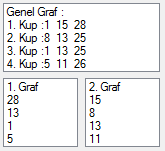 Genel Graf :
1. Kup :1 15 28
2. Kup :8 13 25
3. Kup :1 13 25
4. Kup :5 11 26
1. Graf
28
13
1
5
2. Graf
15
8
13
11